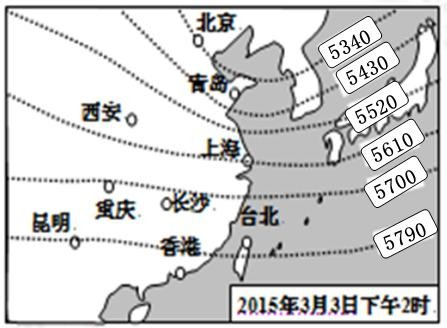 北京
5340
5430
青岛
5520
西安
上海
5610
5700
重庆
长沙
昆明
台北
5790
香港
2015年3月3日下午2时